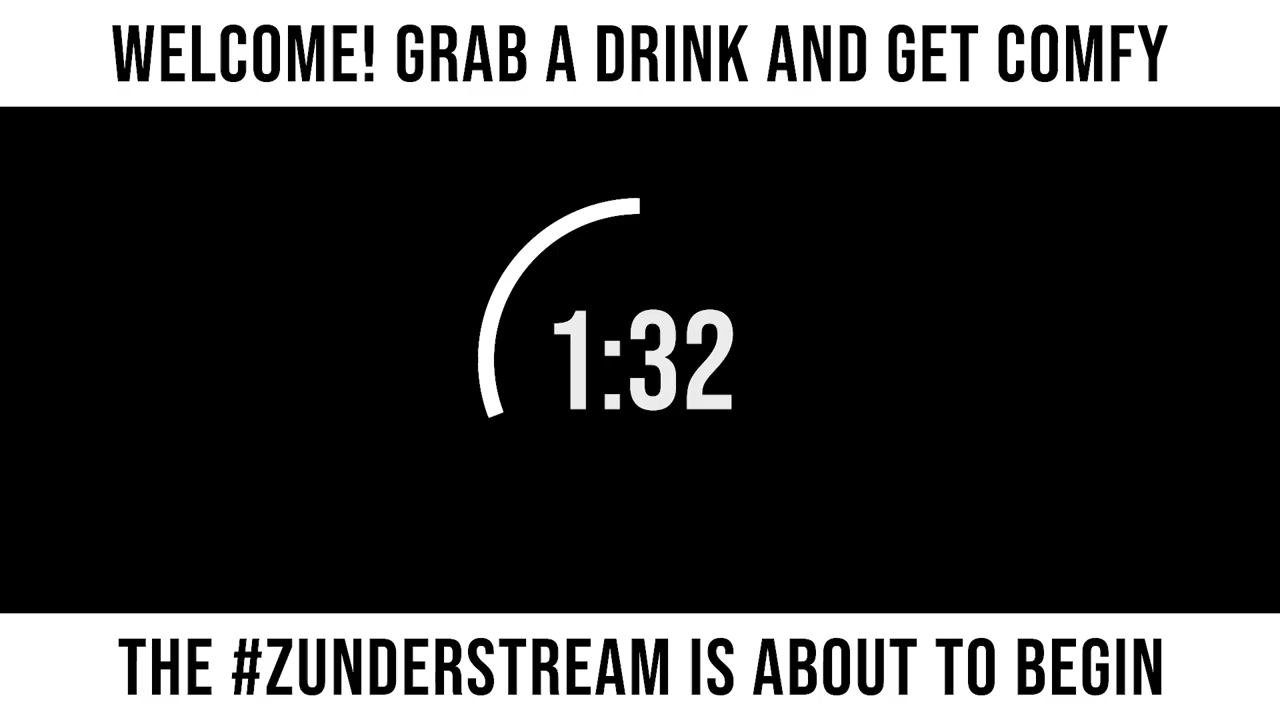 WELCOME! GRAB A DRINK AND GET COMFY
1:32
THE #ZUNDERSTREAM IS ABOUT TO BEGIN